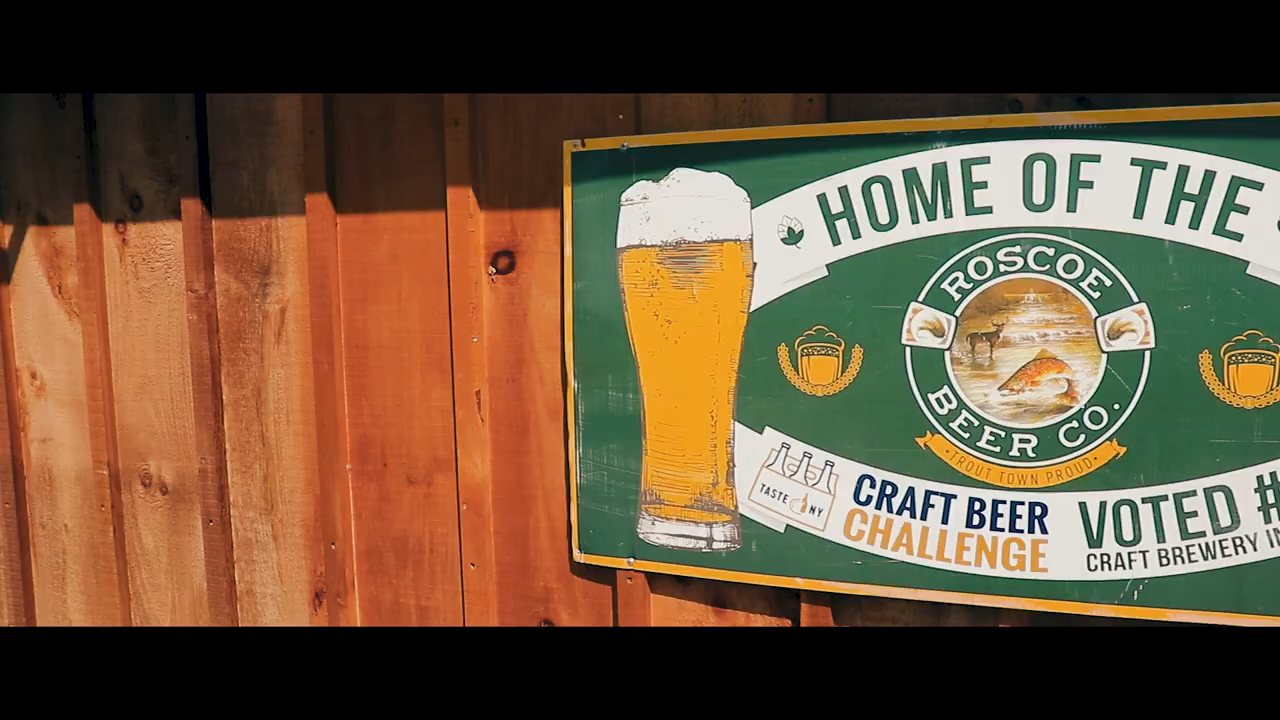 HOME OF THE
ROSCOE
BEER CO.
TROUT TOWN PROUD
TASTE NY
CRAFT BEER
CHALLENGE
VOTED #
CRAFT BREWERY IN